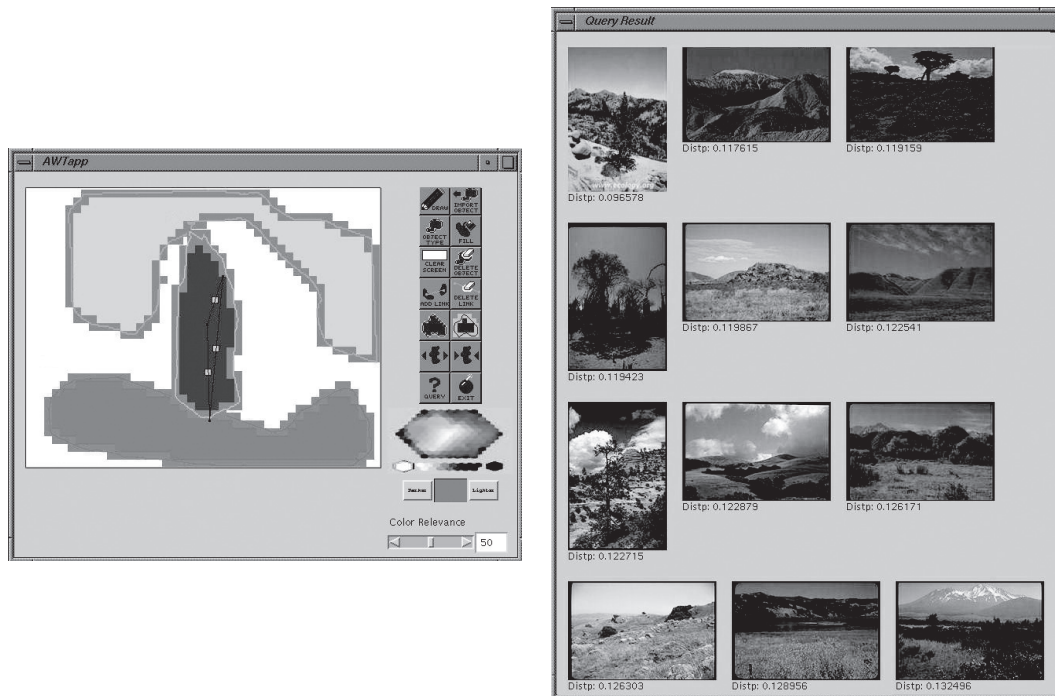 AWTapp
DRAW
IMPORT
OBJECT
OBJECT
TYPE
FILL
CLEAR
SCREEN
DELETE
OBJECT
ADD LINK
DELETE
LINK
?
QUERY
EXIT
Darker
Lighter
Color Relevance
50
Query Result
Distp: 0.096578
Distp: 0.117615
Distp: 0.119159
Distp: 0.119423
Distp: 0.119867
Distp: 0.122541
Distp: 0.122715
Distp: 0.122879
Distp: 0.126171
Distp: 0.126303
Distp: 0.128956
Distp: 0.132496